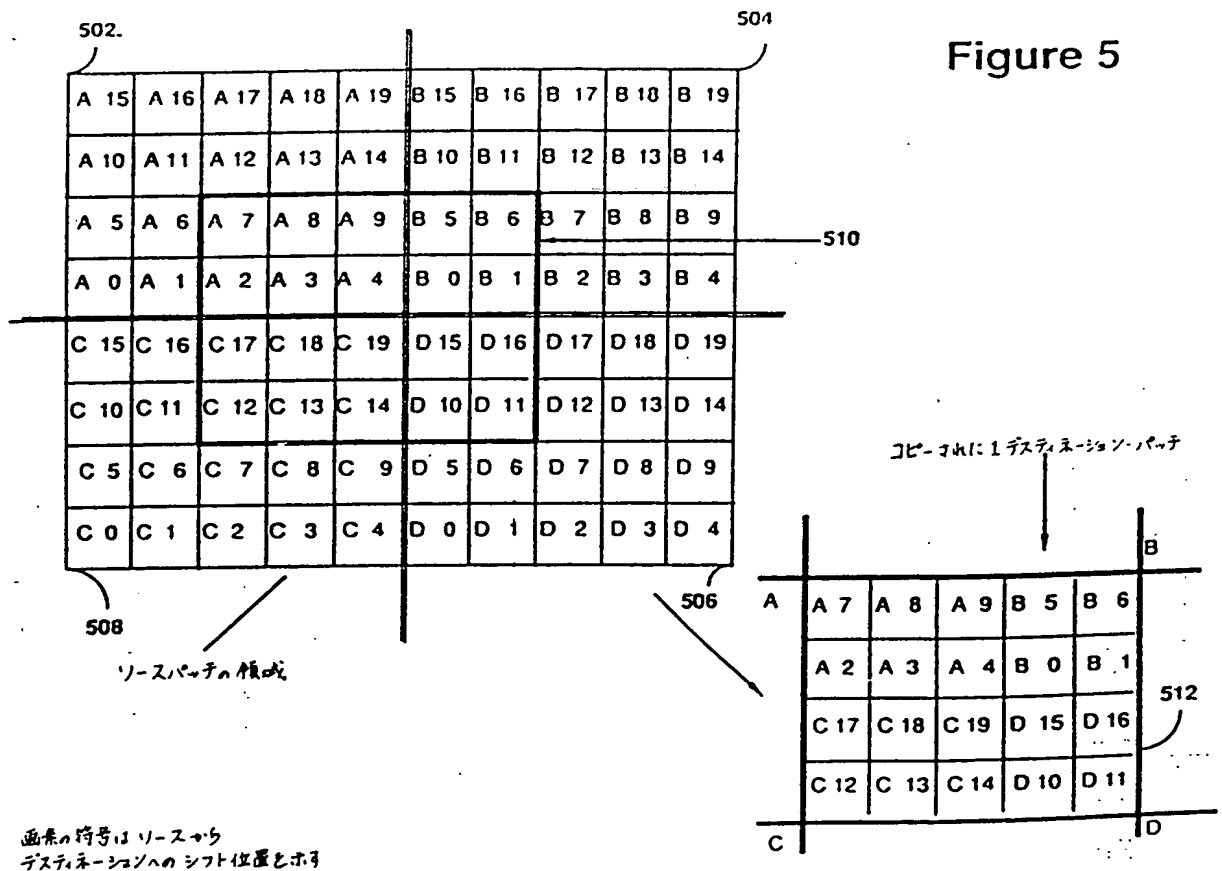 502
504
Figure 5
A 15 A 16 A 17 A 18 A 19 B 15 B 16 B 17 B 18 B 19
A 10 A 11 A 12 A 13 A 14 B 10 B 11 B 12 B 13 B 14
A 5 A 6 A 7 A 8 A 9 B 5 B 6 B 7 B 8 B 9
510
A 0 A 1 A 2 A 3 A 4 B 0 B 1 B 2 B 3 B 4
C 15 C 16 C 17 C 18 C 19 D 15 D 16 D 17 D 18 D 19
C 10 C 11 C 12 C 13 C 14 D 10 D 11 D 12 D 13 D 14
C 5 C 6 C 7 C 8 C 9 D 5 D 6 D 7 D 8 D 9
C 0 C 1 C 2 C 3 C 4 D 0 D 1 D 2 D 3 D 4
508
506
ソースパッチの領域
コピーされに1デスティネーション・パッチ
B
A
A 7 A 8 A 9 B 5 B 6
A 2 A 3 A 4 B 0 B 1
512
C 17 C 18 C 19 D 15 D 16
C 12 C 13 C 14 D 10 D 11
C
D
画素の符号はソースから
デスティネーションへのシフト位置を示す